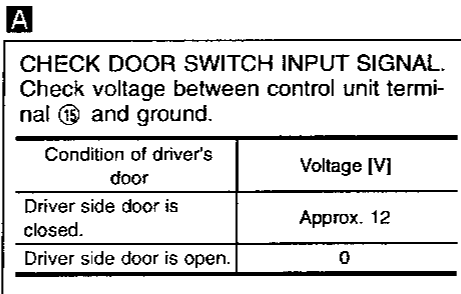 A
CHECK DOOR SWITCH INPUT SIGNAL.
Check voltage between control unit termi-
nal ⑮ and ground.
Condition of driver's
door
Voltage [V]
Driver side door is
closed.
Approx. 12
Driver side door is open.
0